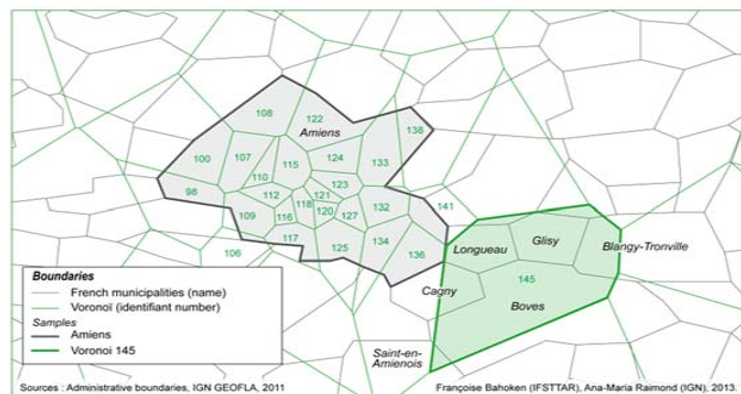 108
122
Amiens
138
100
107
115
124
133
110
123
98
112
121
118
120
127
132
141
109
116
117
125
134
136
106
Longueau
Glisy
Blangy-Tronville
145
Cagny
Boves
Saint-en-
Amienois
Boundaries
French municipalities (name)
Voronoï (identifiant number)
Samples
Amiens
Voronoi 145
Sources : Administrative boundaries, IGN GEOFLA, 2011
Françoise Bahoken (IFSTTAR), Ana-Maria Raimond (IGN), 2013.